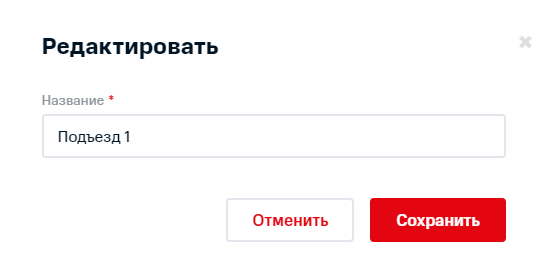 Редактировать
Название *
Подъезд 1
Отменить
Сохранить